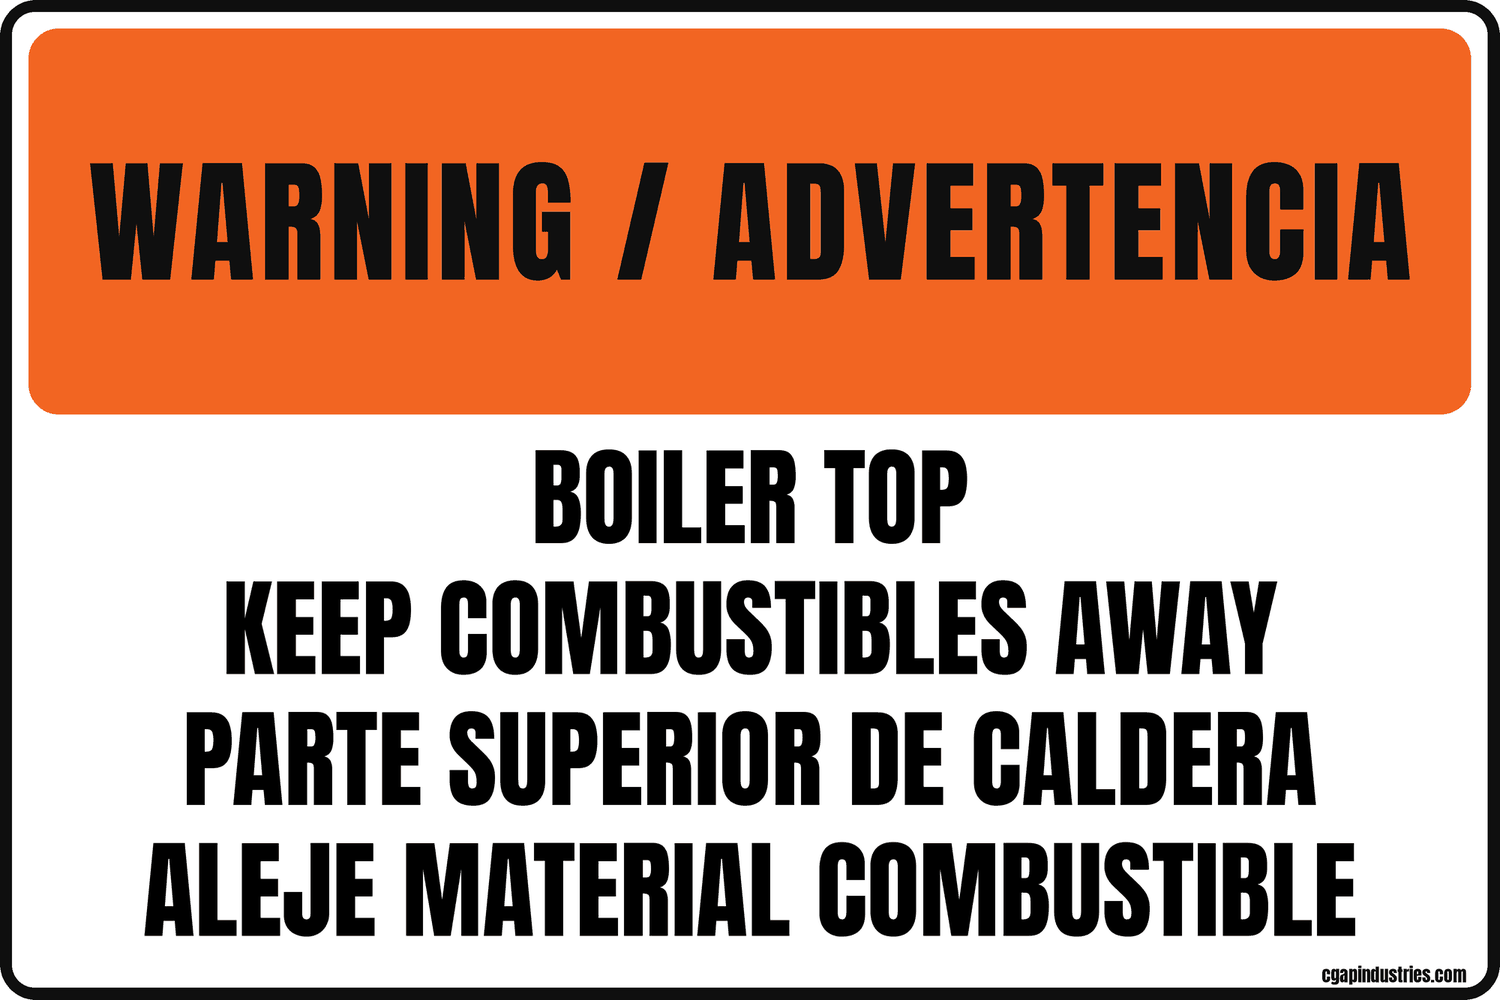 WARNING / ADVERTENCIA
BOILER TOP
KEEP COMBUSTIBLES AWAY
PARTE SUPERIOR DE CALDERA
ALEJE MATERIAL COMBUSTIBLE
cgapindustries.com